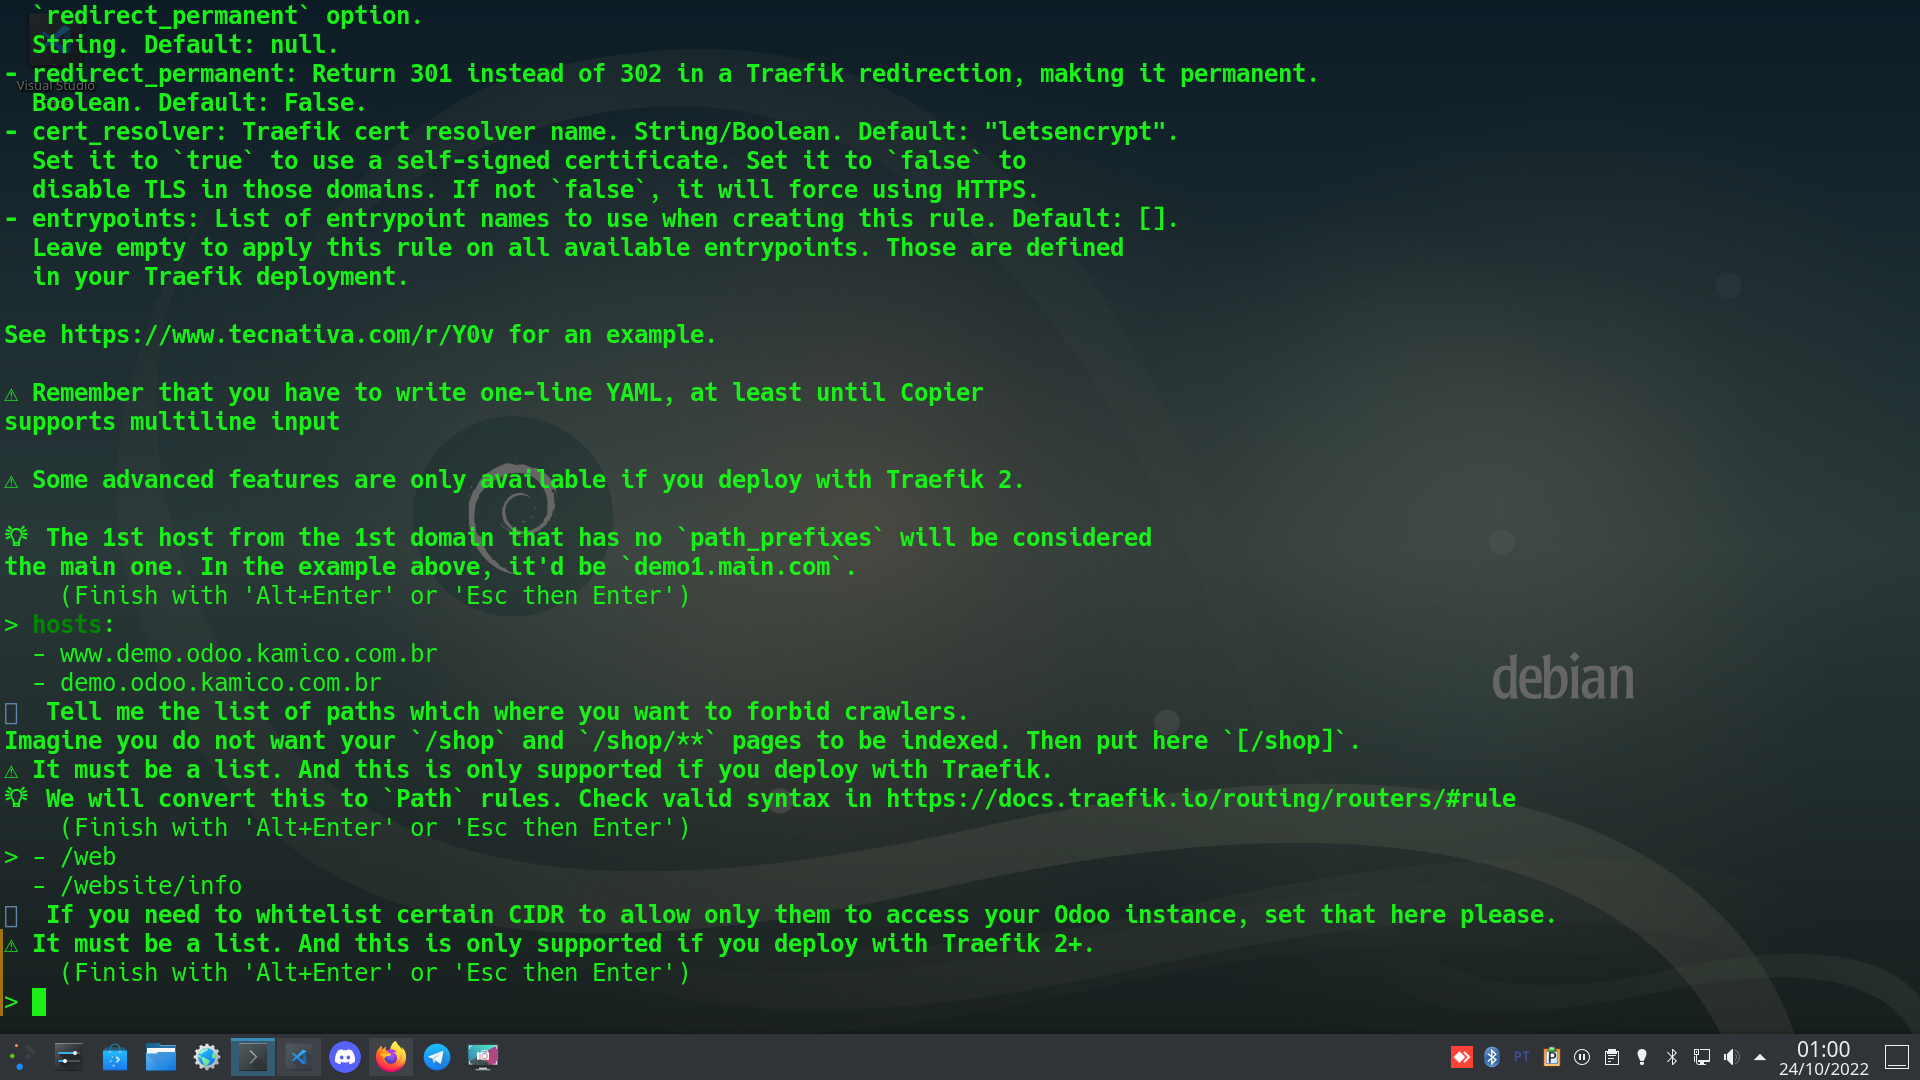 `redirect_permanent` option.
String. Default: null.
- redirect_permanent: Return 301 instead of 302 in a Traefik redirection, making it permanent.
Visual Studio
Boolean. Default: False.
- cert_resolver: Traefik cert resolver name. String/Boolean. Default: "letsencrypt".
Set it to `true` to use a self-signed certificate. Set it to `false` to
disable TLS in those domains. If not `false`, it will force using HTTPS.
- entrypoints: List of entrypoint names to use when creating this rule. Default: [].
Leave empty to apply this rule on all available entrypoints. Those are defined
in your Traefik deployment.
See https://www.tecnativa.com/r/Y0v for an example.
⚠ Remember that you have to write one-line YAML, at least until Copier
supports multiline input
⚠ Some advanced features are only available if you deploy with Traefik 2.
💡 The 1st host from the 1st domain that has no `path_prefixes` will be considered
the main one. In the example above, it'd be `demo1.main.com`.
(Finish with 'Alt+Enter' or 'Esc then Enter')
> hosts:
- www.demo.odoo.kamico.com.br
- demo.odoo.kamico.com.br
debian
Tell me the list of paths which where you want to forbid crawlers.
Imagine you do not want your `/shop` and `/shop/**` pages to be indexed. Then put here `[/shop]`.
⚠ It must be a list. And this is only supported if you deploy with Traefik.
💡 We will convert this to `Path` rules. Check valid syntax in https://docs.traefik.io/routing/routers/#rule
(Finish with 'Alt+Enter' or 'Esc then Enter')
> - /web
- /website/info
If you need to whitelist certain CIDR to allow only them to access your Odoo instance, set that here please.
⚠ It must be a list. And this is only supported if you deploy with Traefik 2+.
(Finish with 'Alt+Enter' or 'Esc then Enter')
>
PT
01:00
24/10/2022